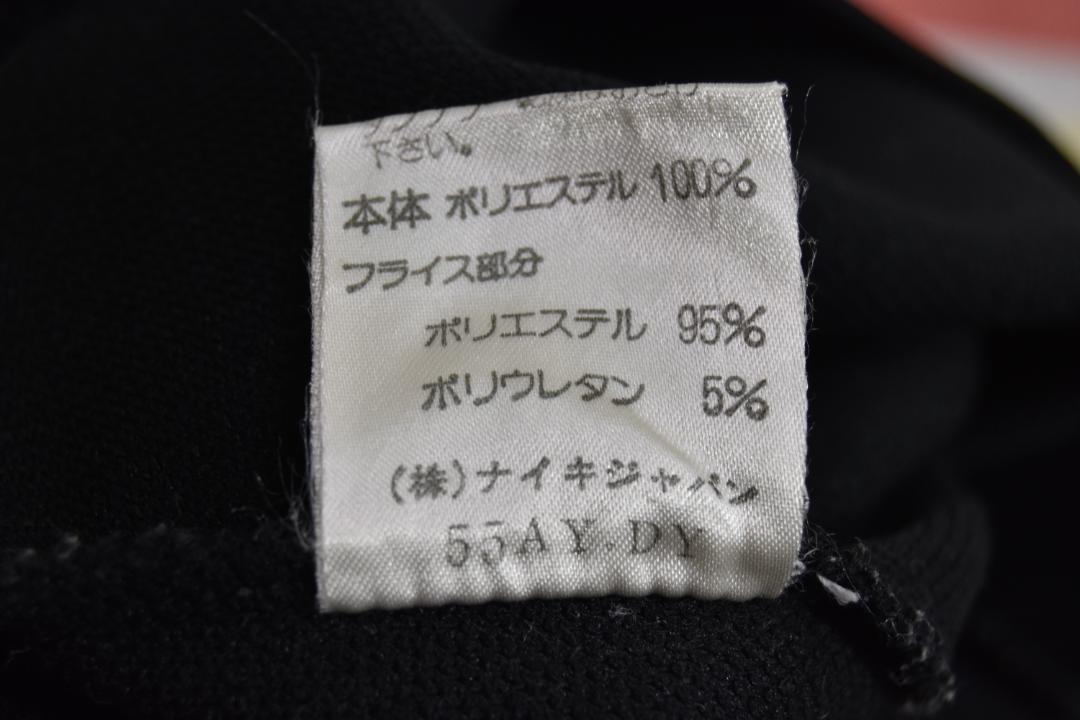 下さい。
本体 ポリエステル 100%
フライス部分
ポリエステル 95%
ポリウレタン 5%
(株)ナイキジャパン
55AY.DY